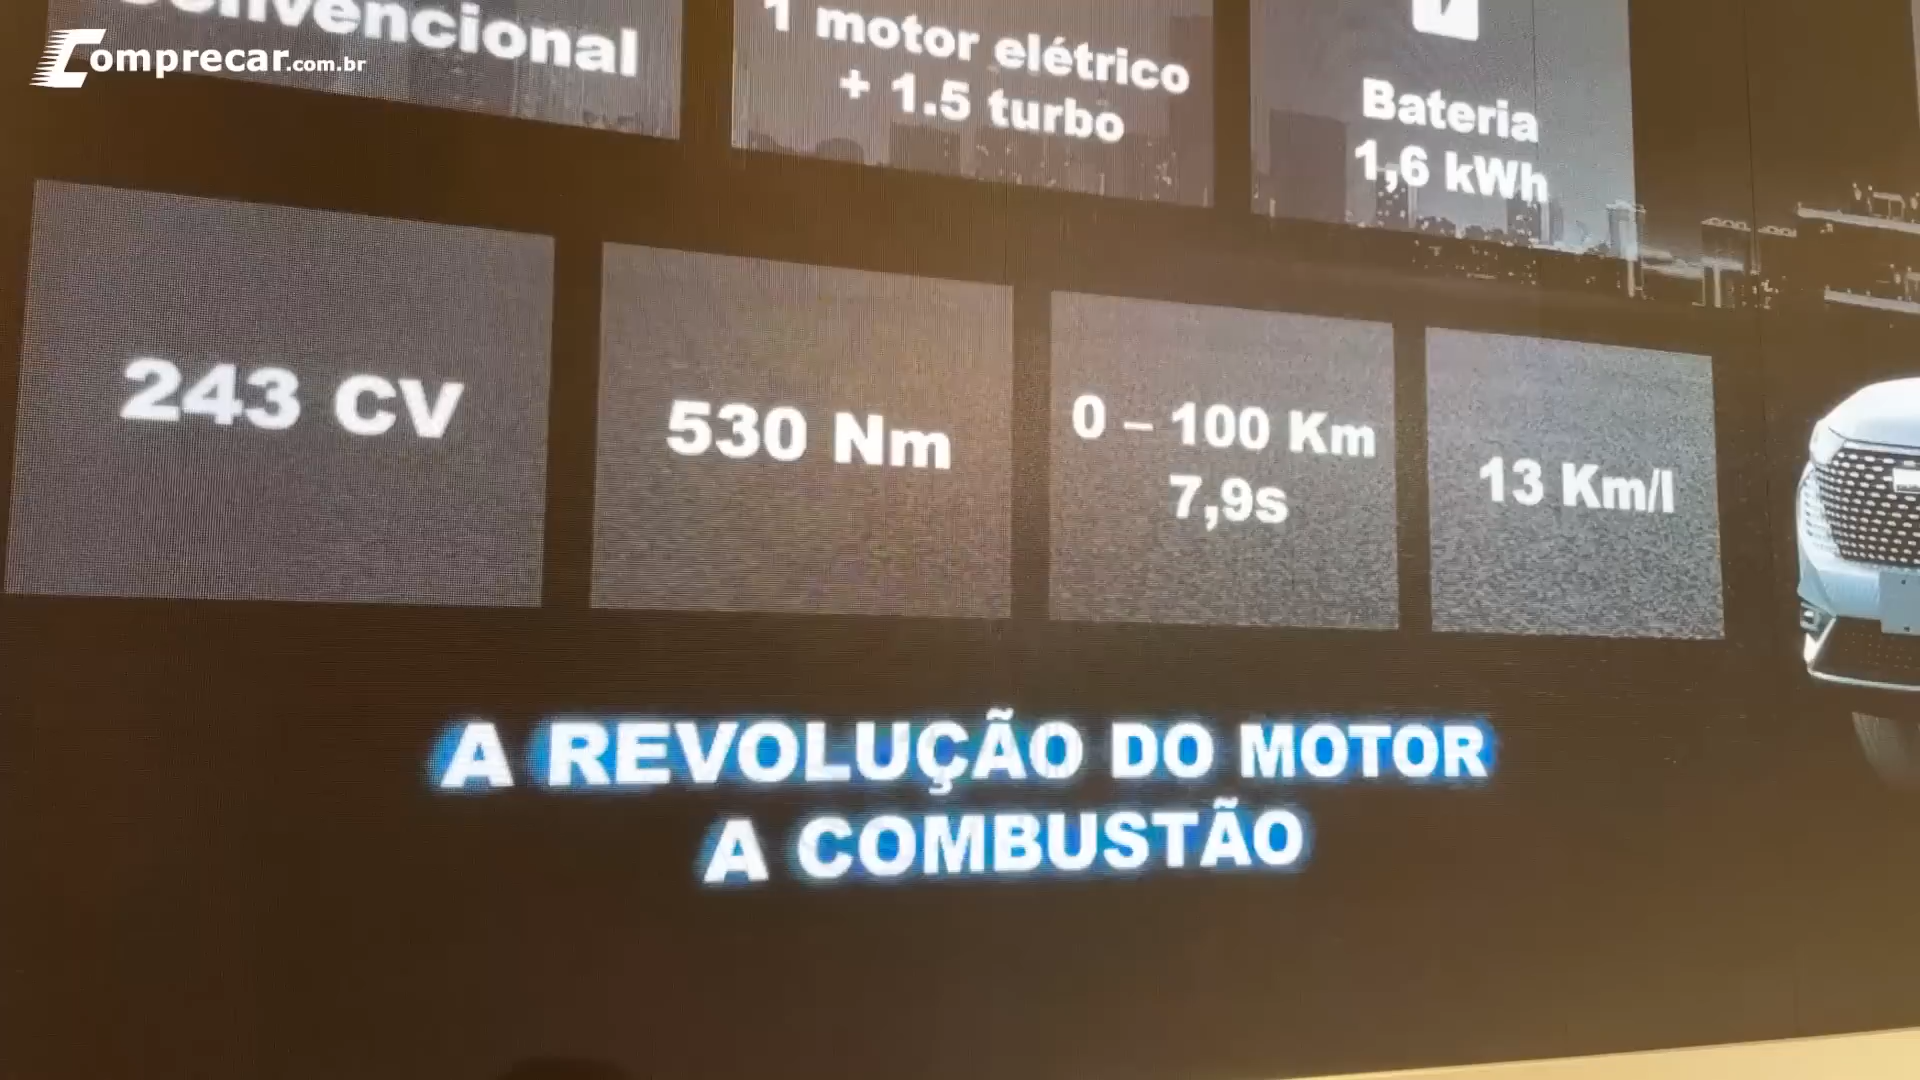 Comprecar.com.br
1 motor elétrico
+ 1.5 turbo
Bateria
1,6 kWh
243 CV
530 Nm
0 – 100 Km
7,9s
13 Km/l
A REVOLUÇÃO DO MOTOR
A COMBUSTÃO